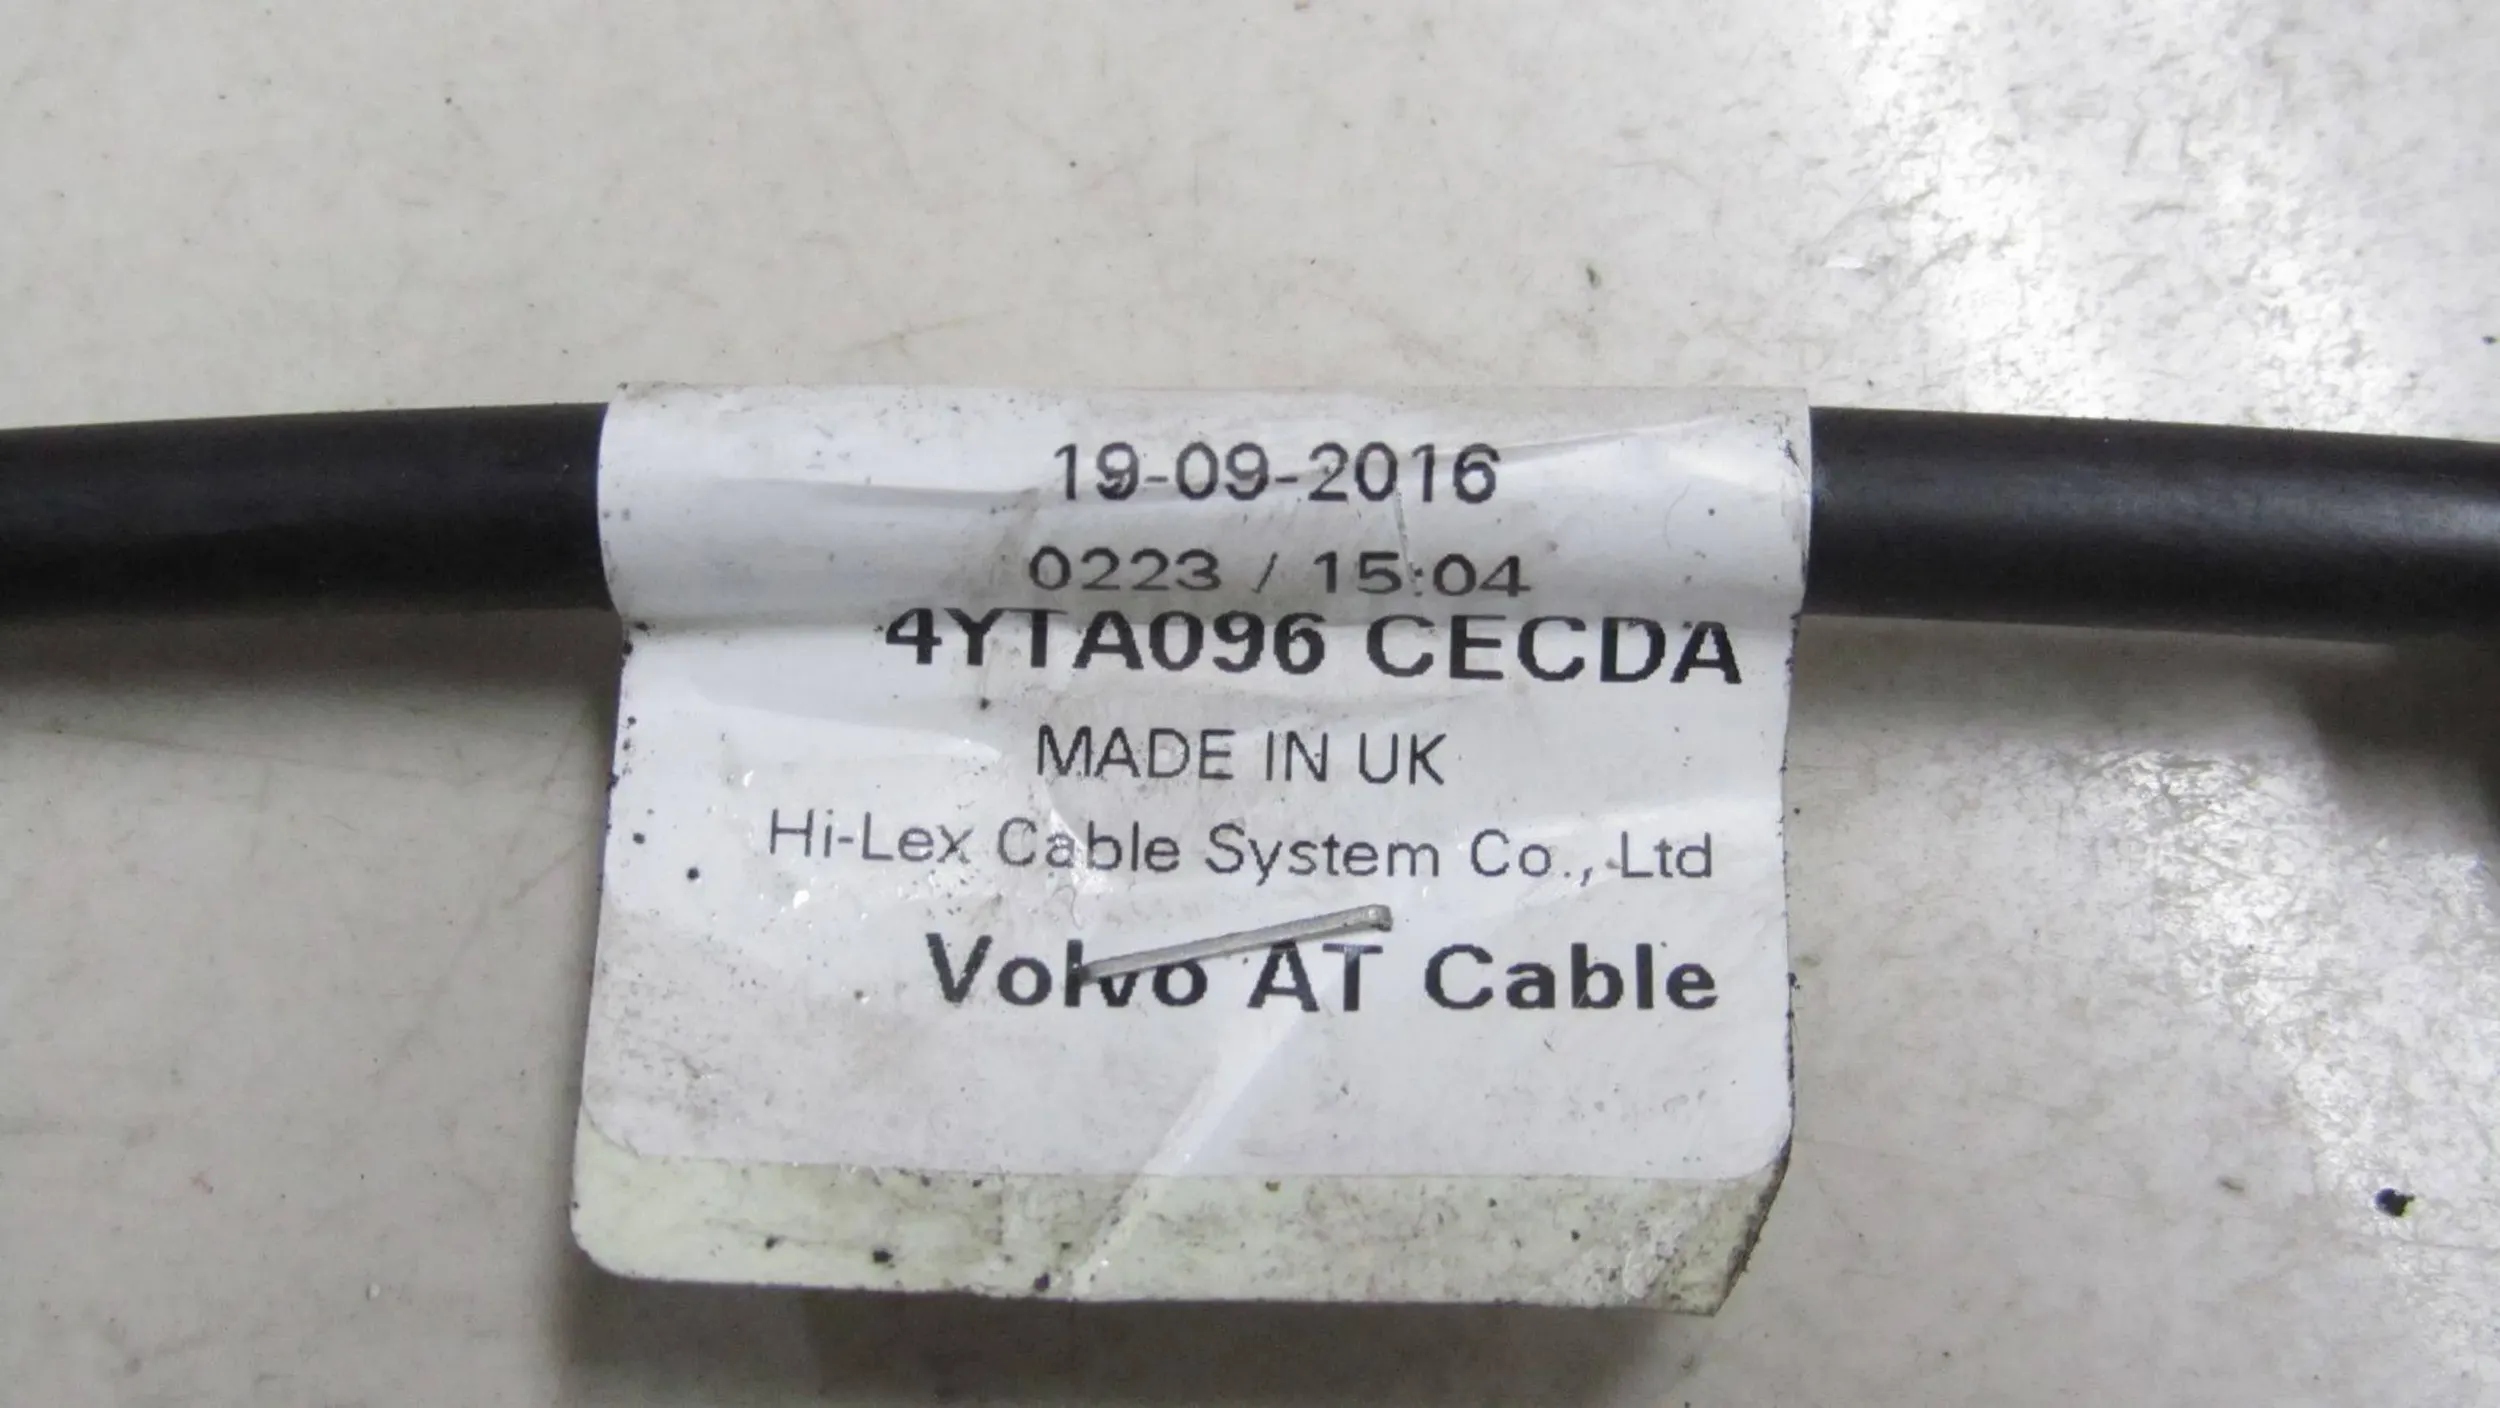 19-09-2016
0223 / 15:04
4YTA096 CECDA
MADE IN UK
Hi-Lex Cable System Co., Ltd
Volvo AT Cable